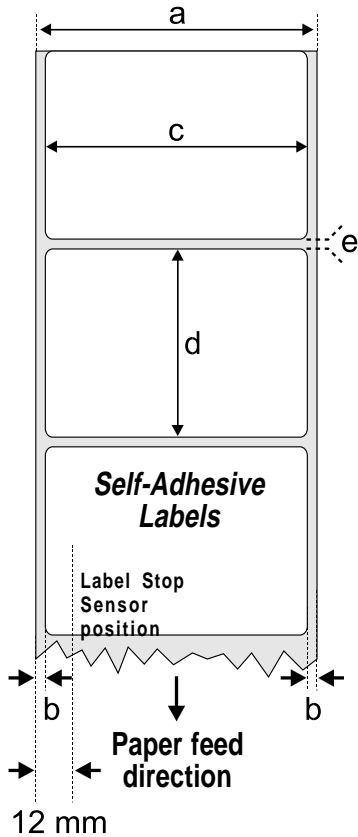 a
c
e
d
Self-Adhesive
Labels
Label Stop
Sensor
position
b
b
Paper feed
direction
12 mm